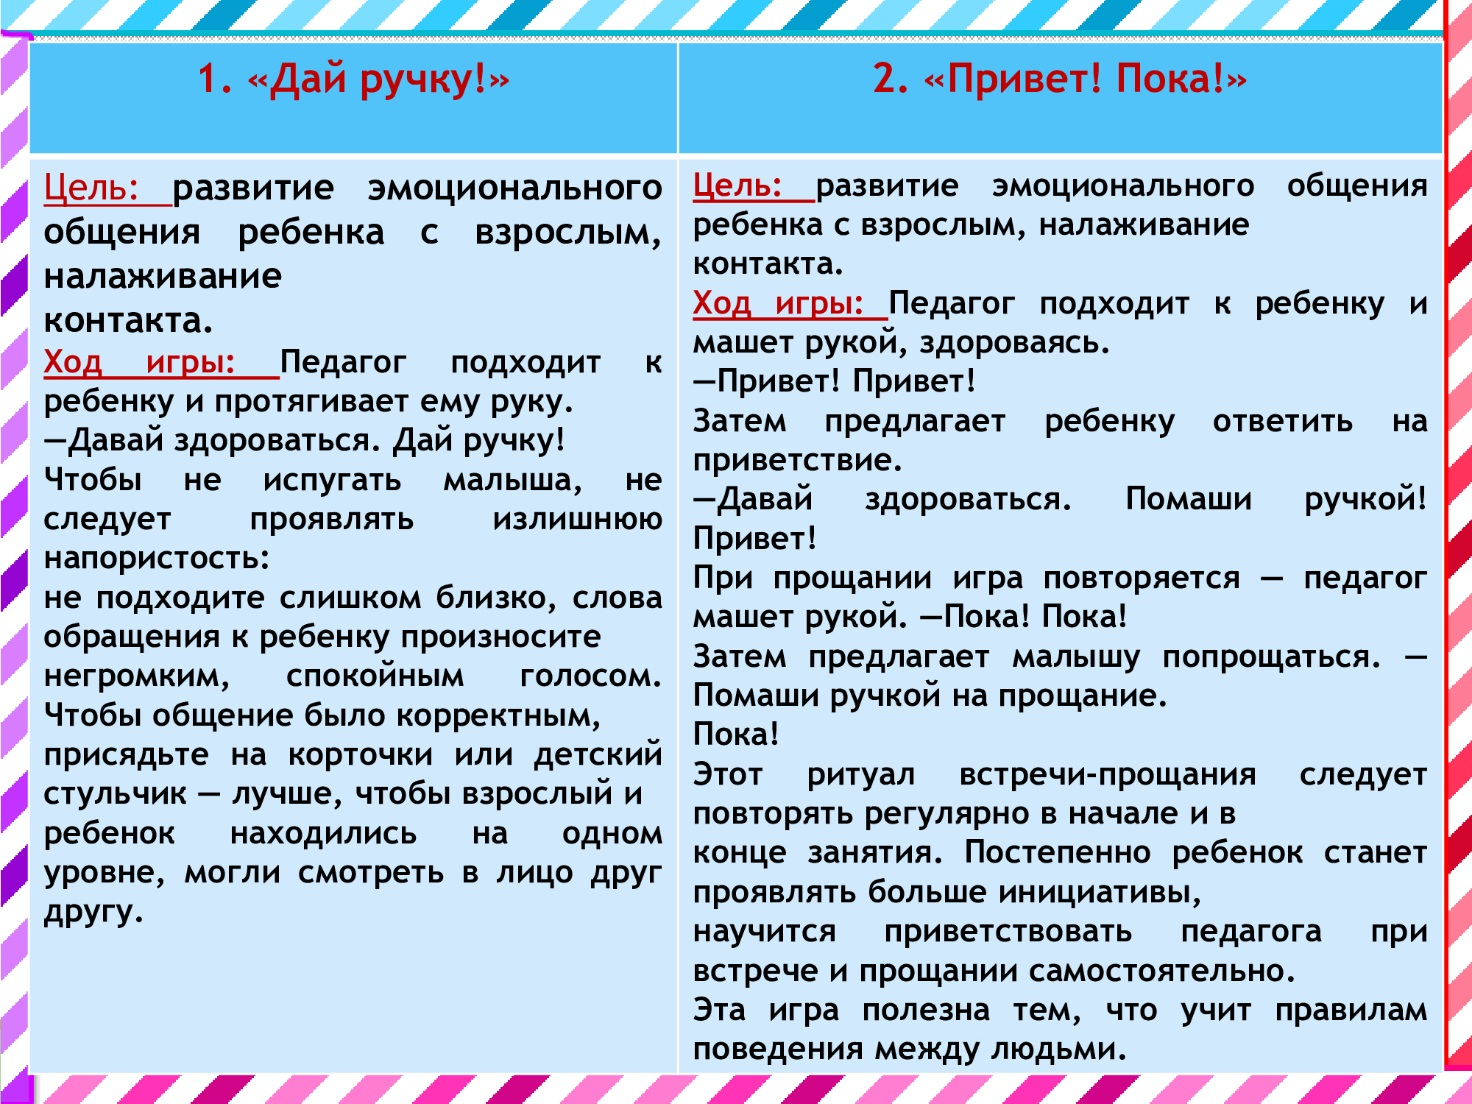 1. «Дай ручку!»
Цель: развитие эмоционального
общения ребенка с взрослым,
налаживание
контакта.
Ход игры: Педагог подходит к
ребенку и протягивает ему руку.
—Давай здороваться. Дай ручку!
Чтобы не испугать малыша, не
следует проявлять излишнюю
напористость:
не подходите слишком близко, слова
обращения к ребенку произносите
негромким, спокойным голосом.
Чтобы общение было корректным,
присядьте на корточки или детский
стульчик — лучше, чтобы взрослый и
ребенок находились на одном
уровне, могли смотреть в лицо друг
другу.
2. «Привет! Пока!»
Цель: развитие эмоционального общения
ребенка с взрослым, налаживание
контакта.
Ход игры: Педагог подходит к ребенку и
машет рукой, здороваясь.
—Привет! Привет!
Затем предлагает ребенку ответить на
приветствие.
—Давай здороваться. Помаши ручкой!
Привет!
При прощании игра повторяется — педагог
машет рукой. —Пока! Пока!
Затем предлагает малышу попрощаться. —
Помаши ручкой на прощание.
Пока!
Этот ритуал встречи-прощания следует
повторять регулярно в начале и в
конце занятия. Постепенно ребенок станет
проявлять больше инициативы,
научится приветствовать педагога при
встрече и прощании самостоятельно.
Эта игра полезна тем, что учит правилам
поведения между людьми.